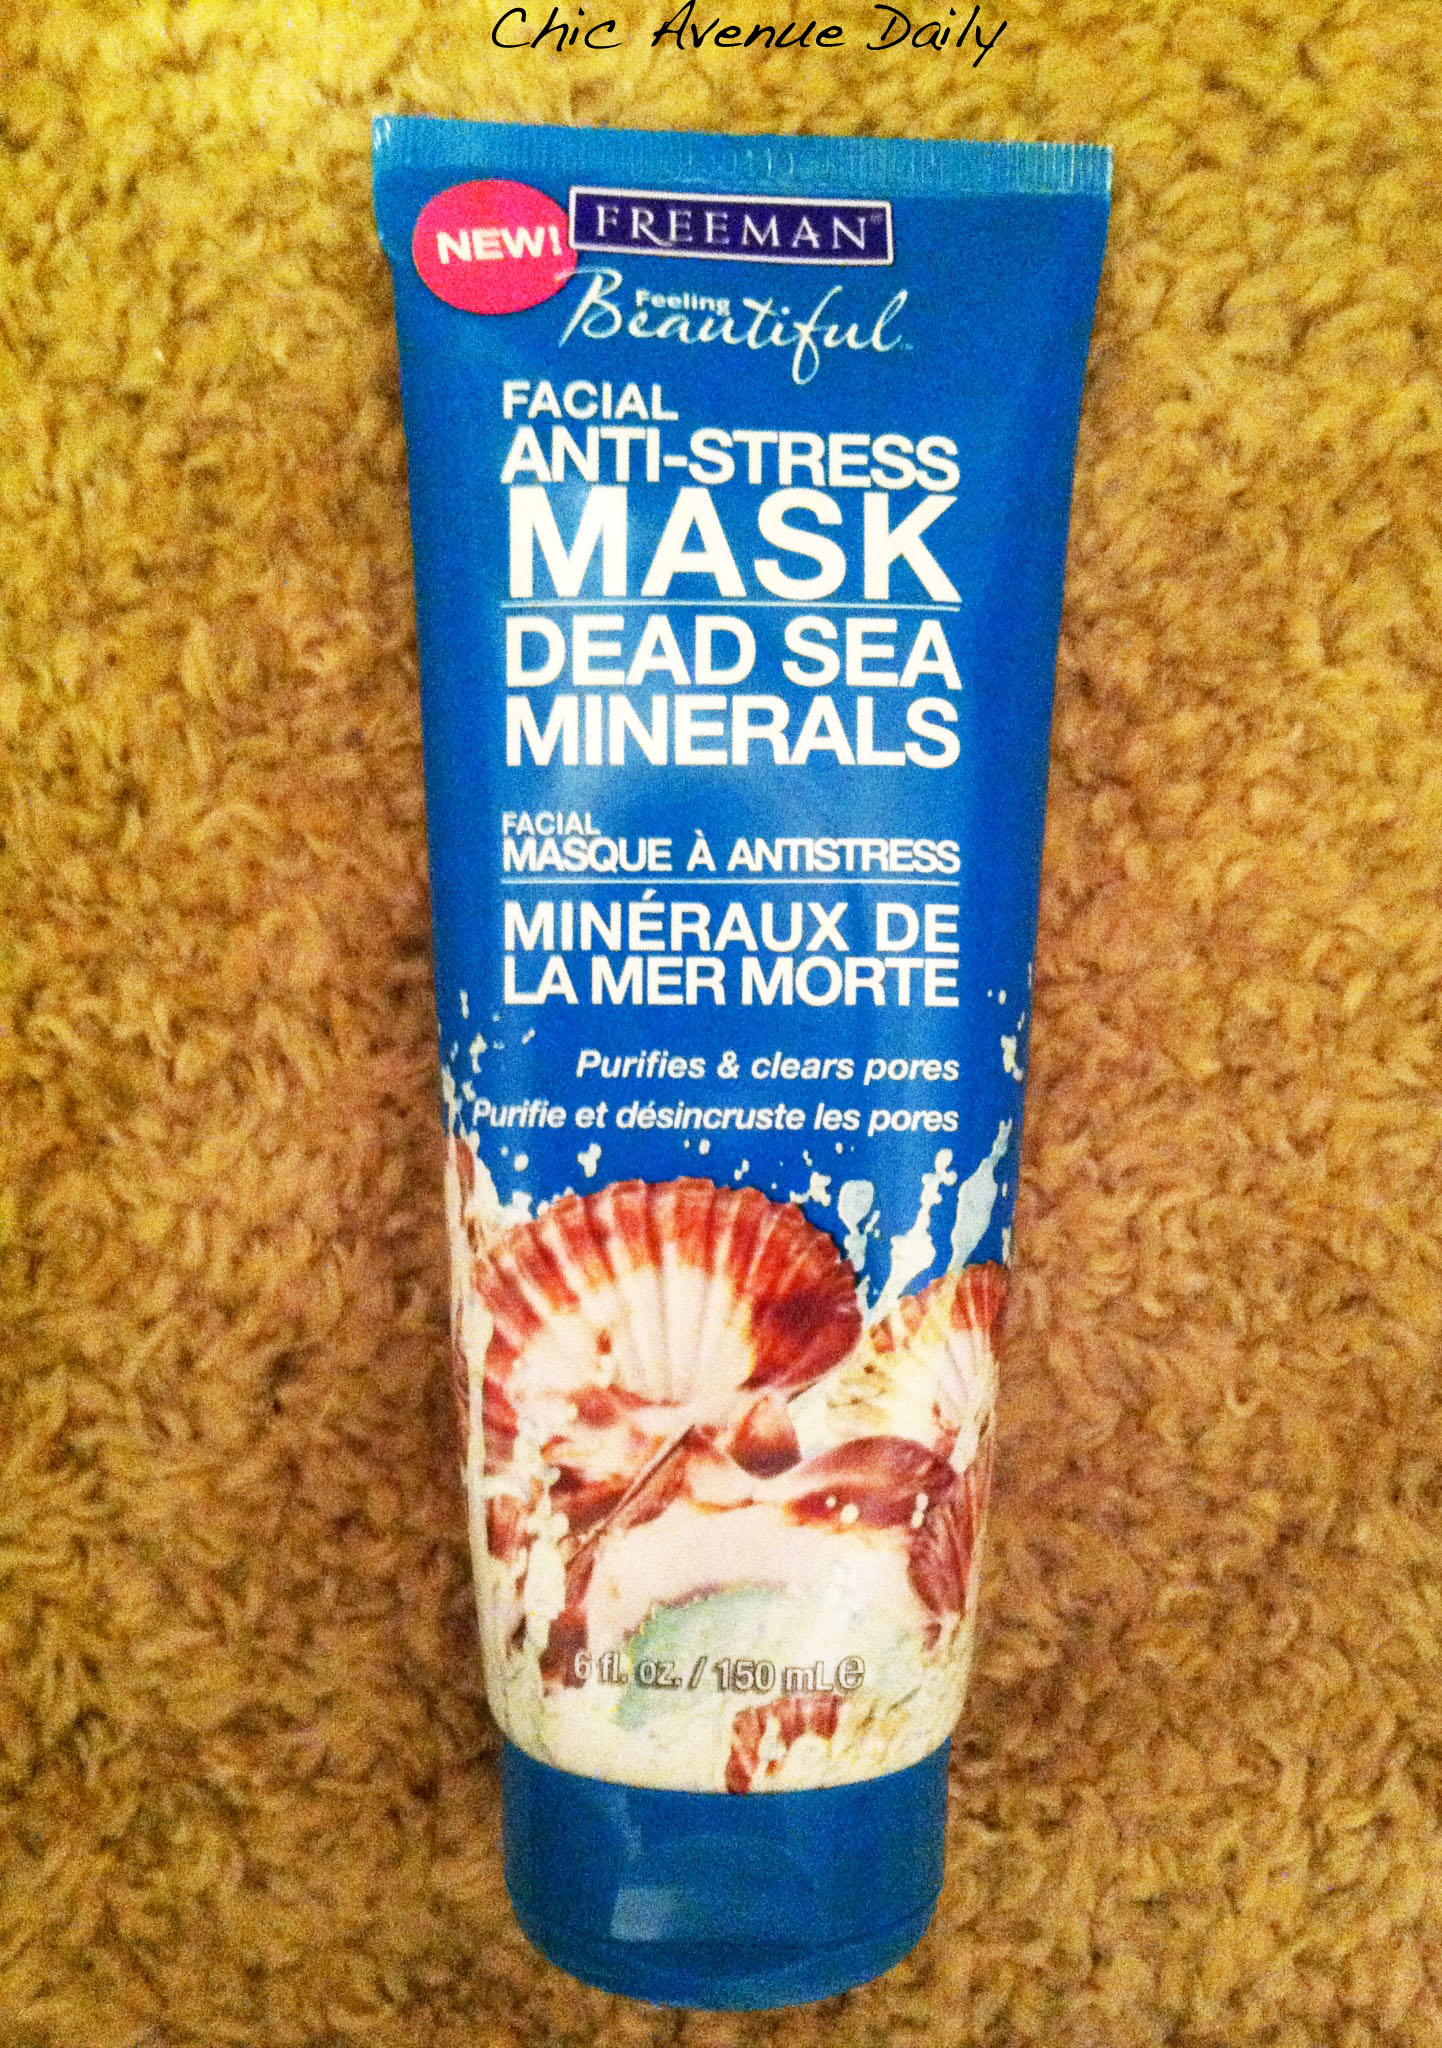 Chic Avenue Daily
NEW!
FREEMAN®
Feeling
Beautiful™
FACIAL
ANTI-STRESS
MASK
DEAD SEA
MINERALS
FACIAL
MASQUE À ANTISTRESS
MINÉRAUX DE
LA MER MORTE
Purifies & clears pores
Purifie et désincruste les pores
6 fl. oz. / 150 mL ℮